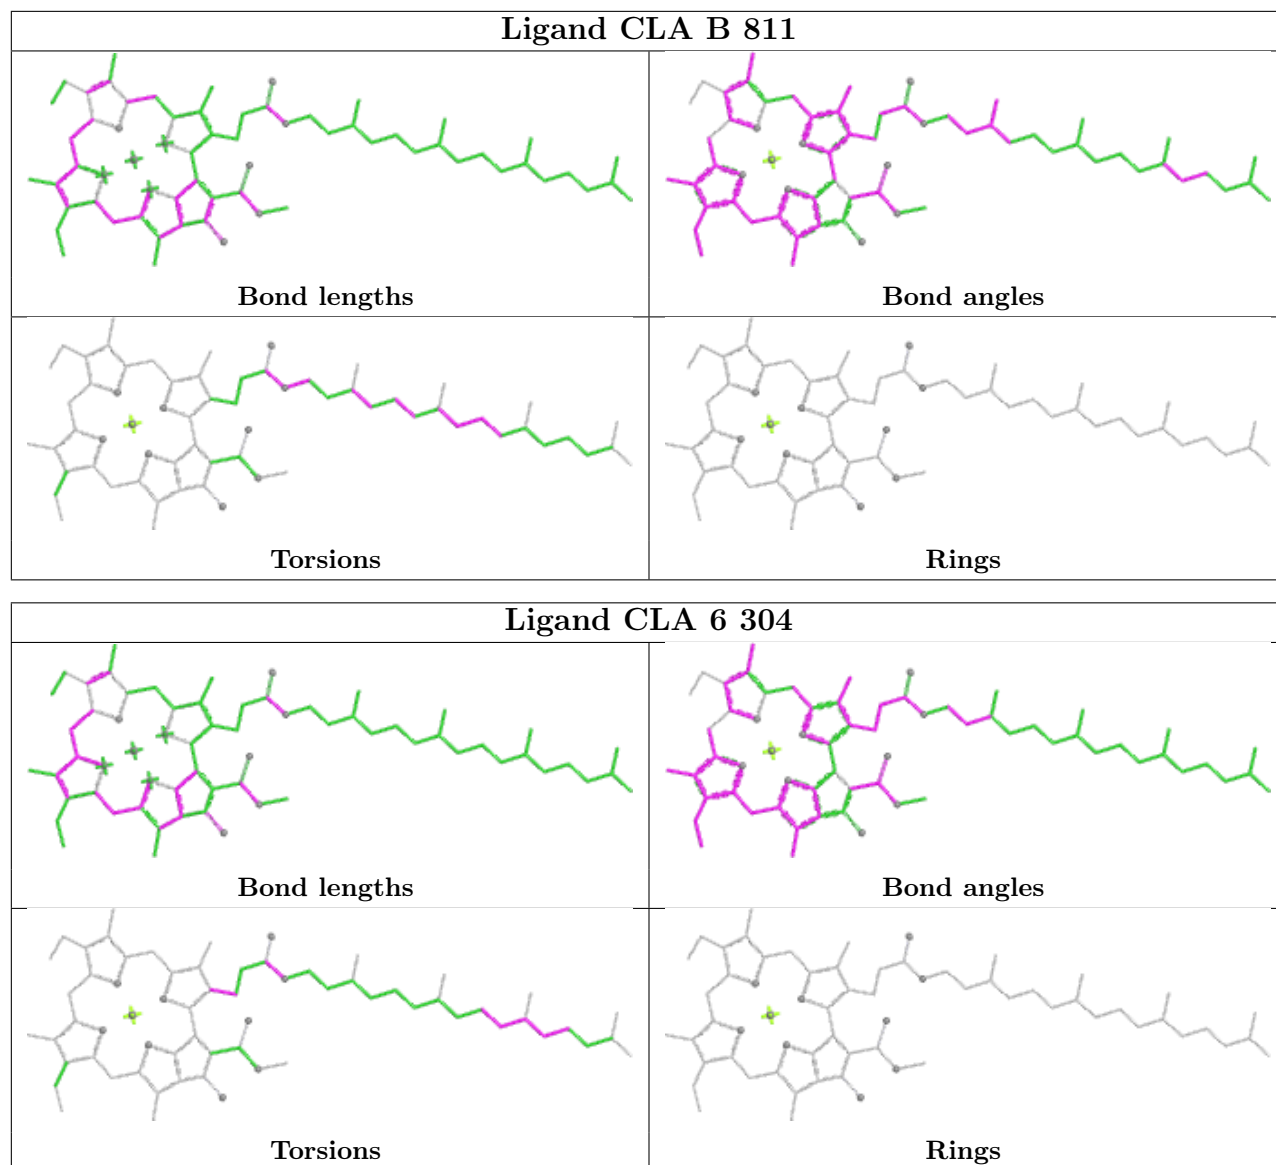 Ligand CLA B 811
Bond lengths
Bond angles
Torsions
Rings
Ligand CLA 6 304
Bond lengths
Bond angles
Torsions
Rings